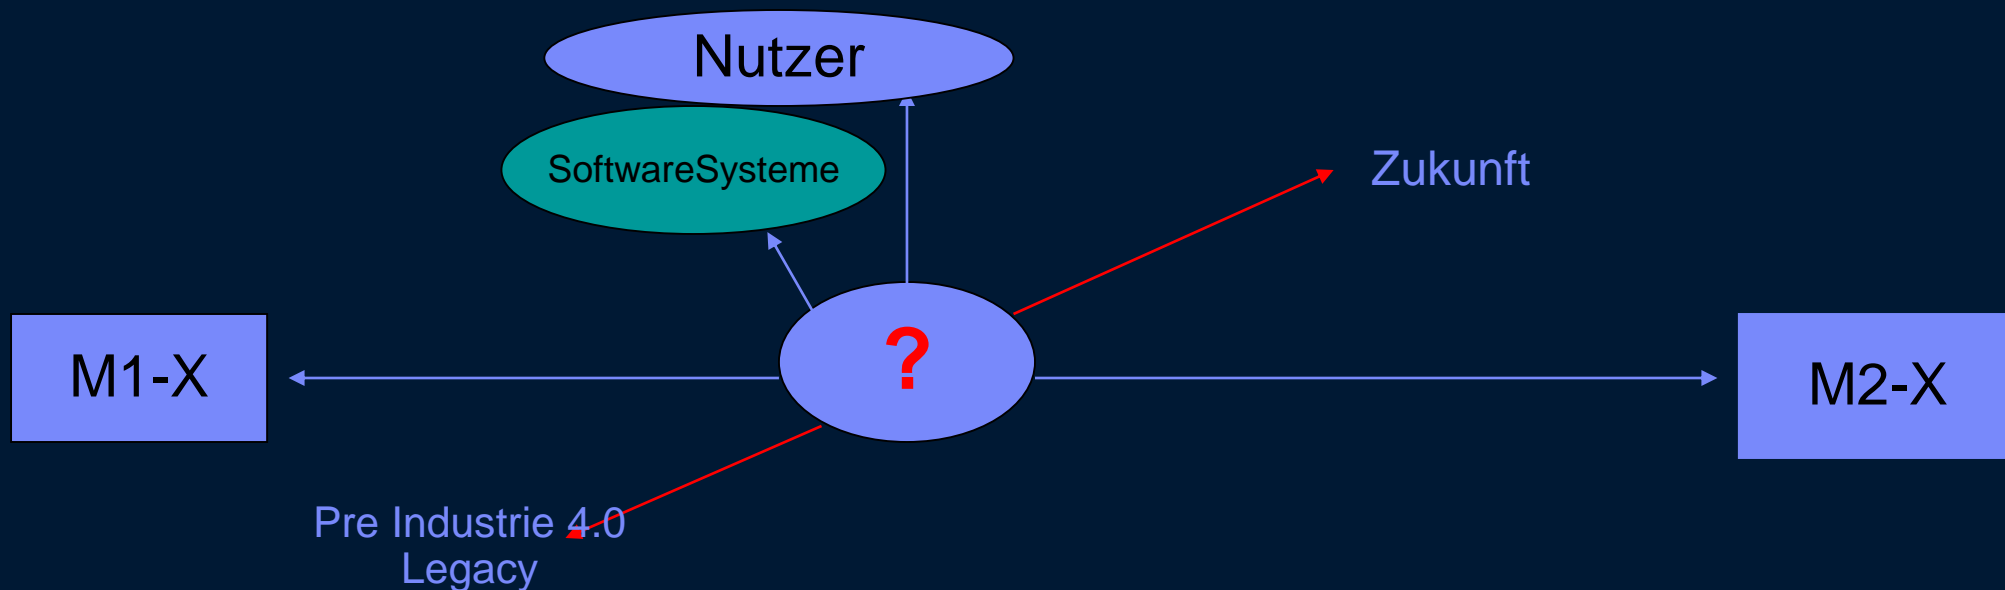 Nutzer
SoftwareSysteme
Zukunft
?
M1-X
M2-X
Pre Industrie 4.0
Legacy